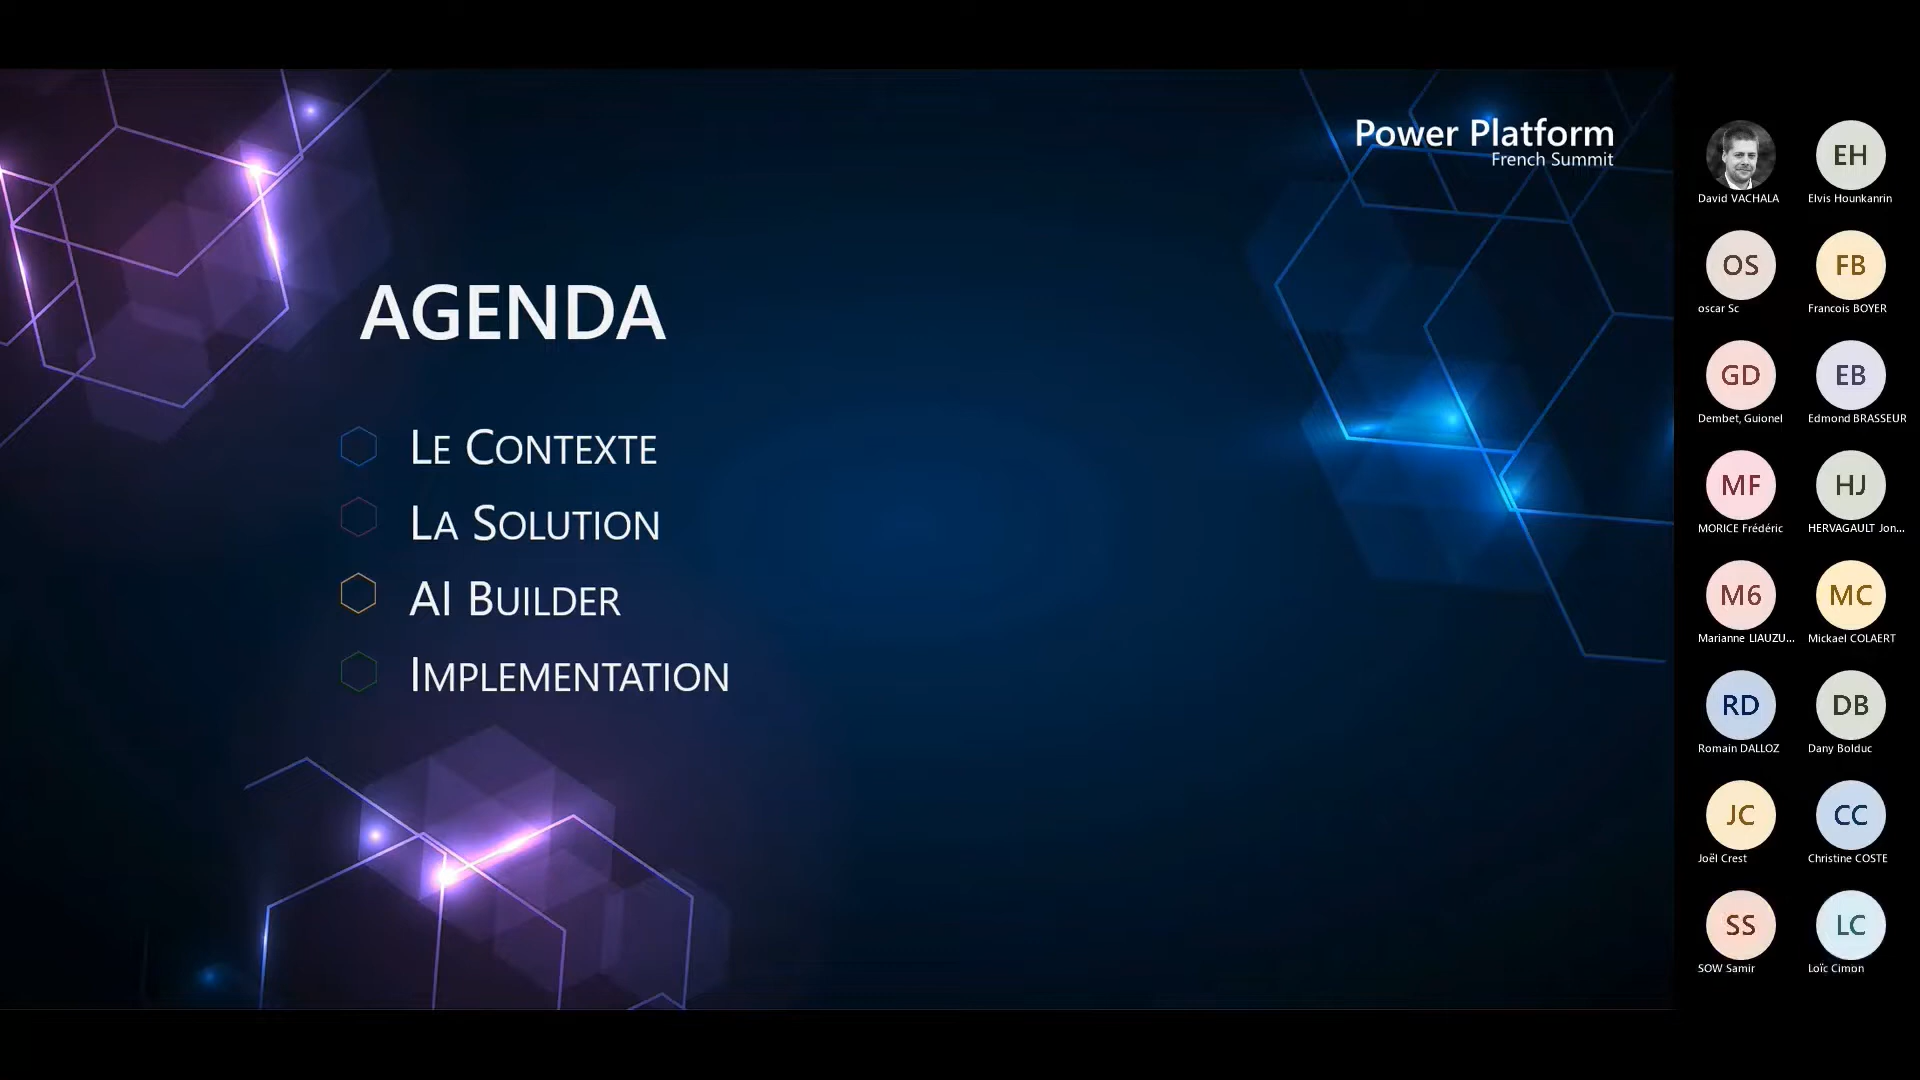 Power Platform
French Summit
AGENDA
LE CONTEXTE
LA SOLUTION
AI BUILDER
IMPLEMENTATION
David VACHALA
EH
Elvis Hounkanrin
OS
oscar Sc
FB
Francois BOYER
GD
Dembet, Guionel
EB
Edmond BRASSEUR
MF
MORICE Frédéric
HJ
HERVAGAULT Jon...
M6
Marianne LIAUZU...
MC
Mickael COLAERT
RD
Romain DALLOZ
DB
Dany Bolduc
JC
Joël Crest
CC
Christine COSTE
SS
SOW Samir
LC
Loïc Cimon